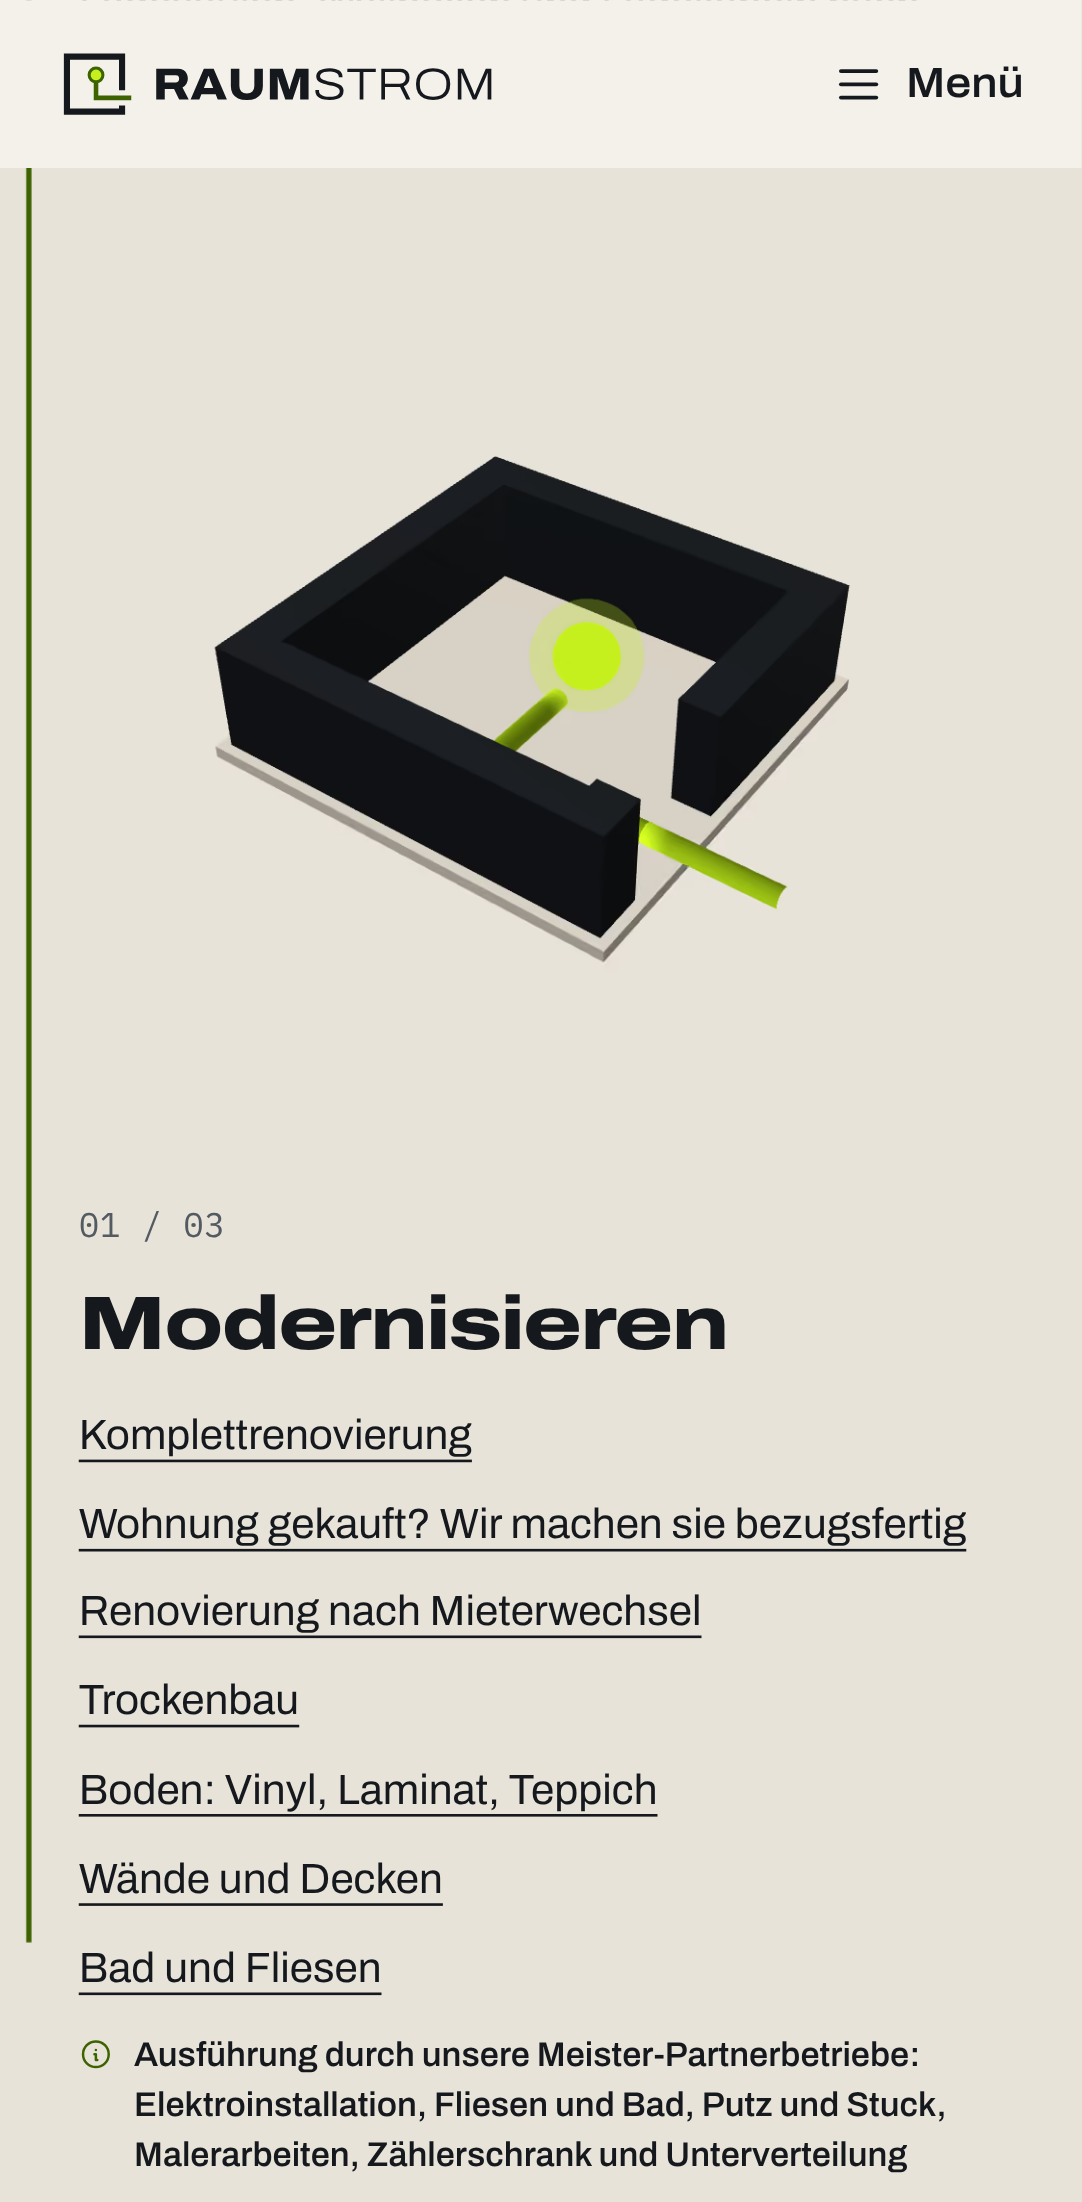 RAUMSTROM
Menü
01 / 03
Modernisieren
Komplettrenovierung
Wohnung gekauft? Wir machen sie bezugsfertig
Renovierung nach Mieterwechsel
Trockenbau
Boden: Vinyl, Laminat, Teppich
Wände und Decken
Bad und Fliesen
Ausführung durch unsere Meister-Partnerbetriebe:
Elektroinstallation, Fliesen und Bad, Putz und Stuck,
Malerarbeiten, Zählerschrank und Unterverteilung